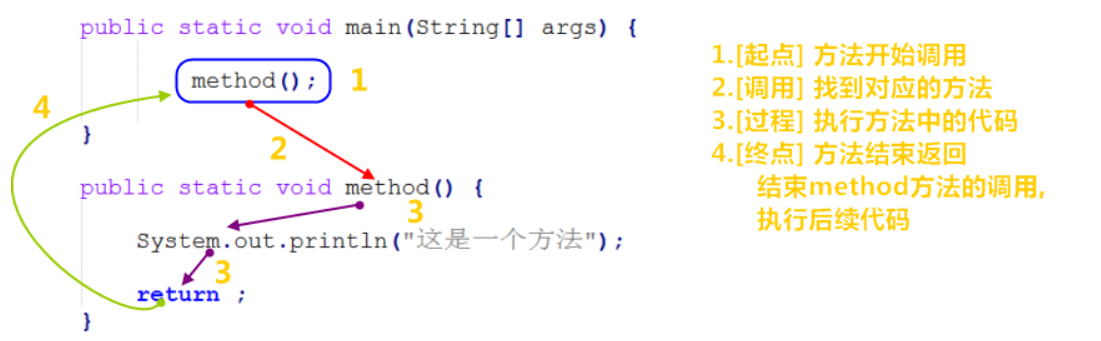 public static void main(String[] args) {
method(); 1
4
}
2
public static void method() {
3
System.out.println("这是一个方法");
3
return ;
}
1.[起点] 方法开始调用
2.[调用] 找到对应的方法
3.[过程] 执行方法中的代码
4.[终点] 方法结束返回
结束method方法的调用,
执行后续代码